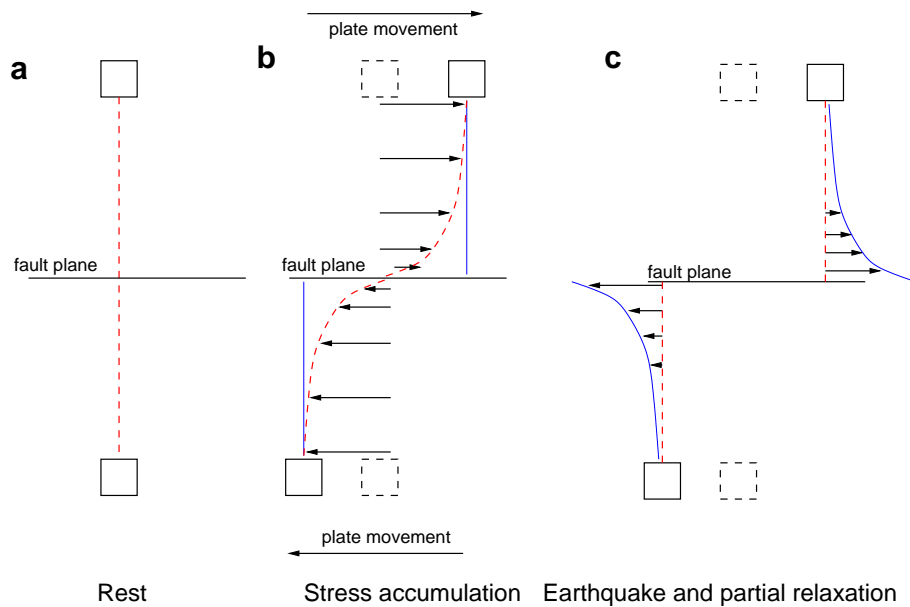 plate movement
a
b
c
fault plane
fault plane
fault plane
plate movement
Rest
Stress accumulation
Earthquake and partial relaxation